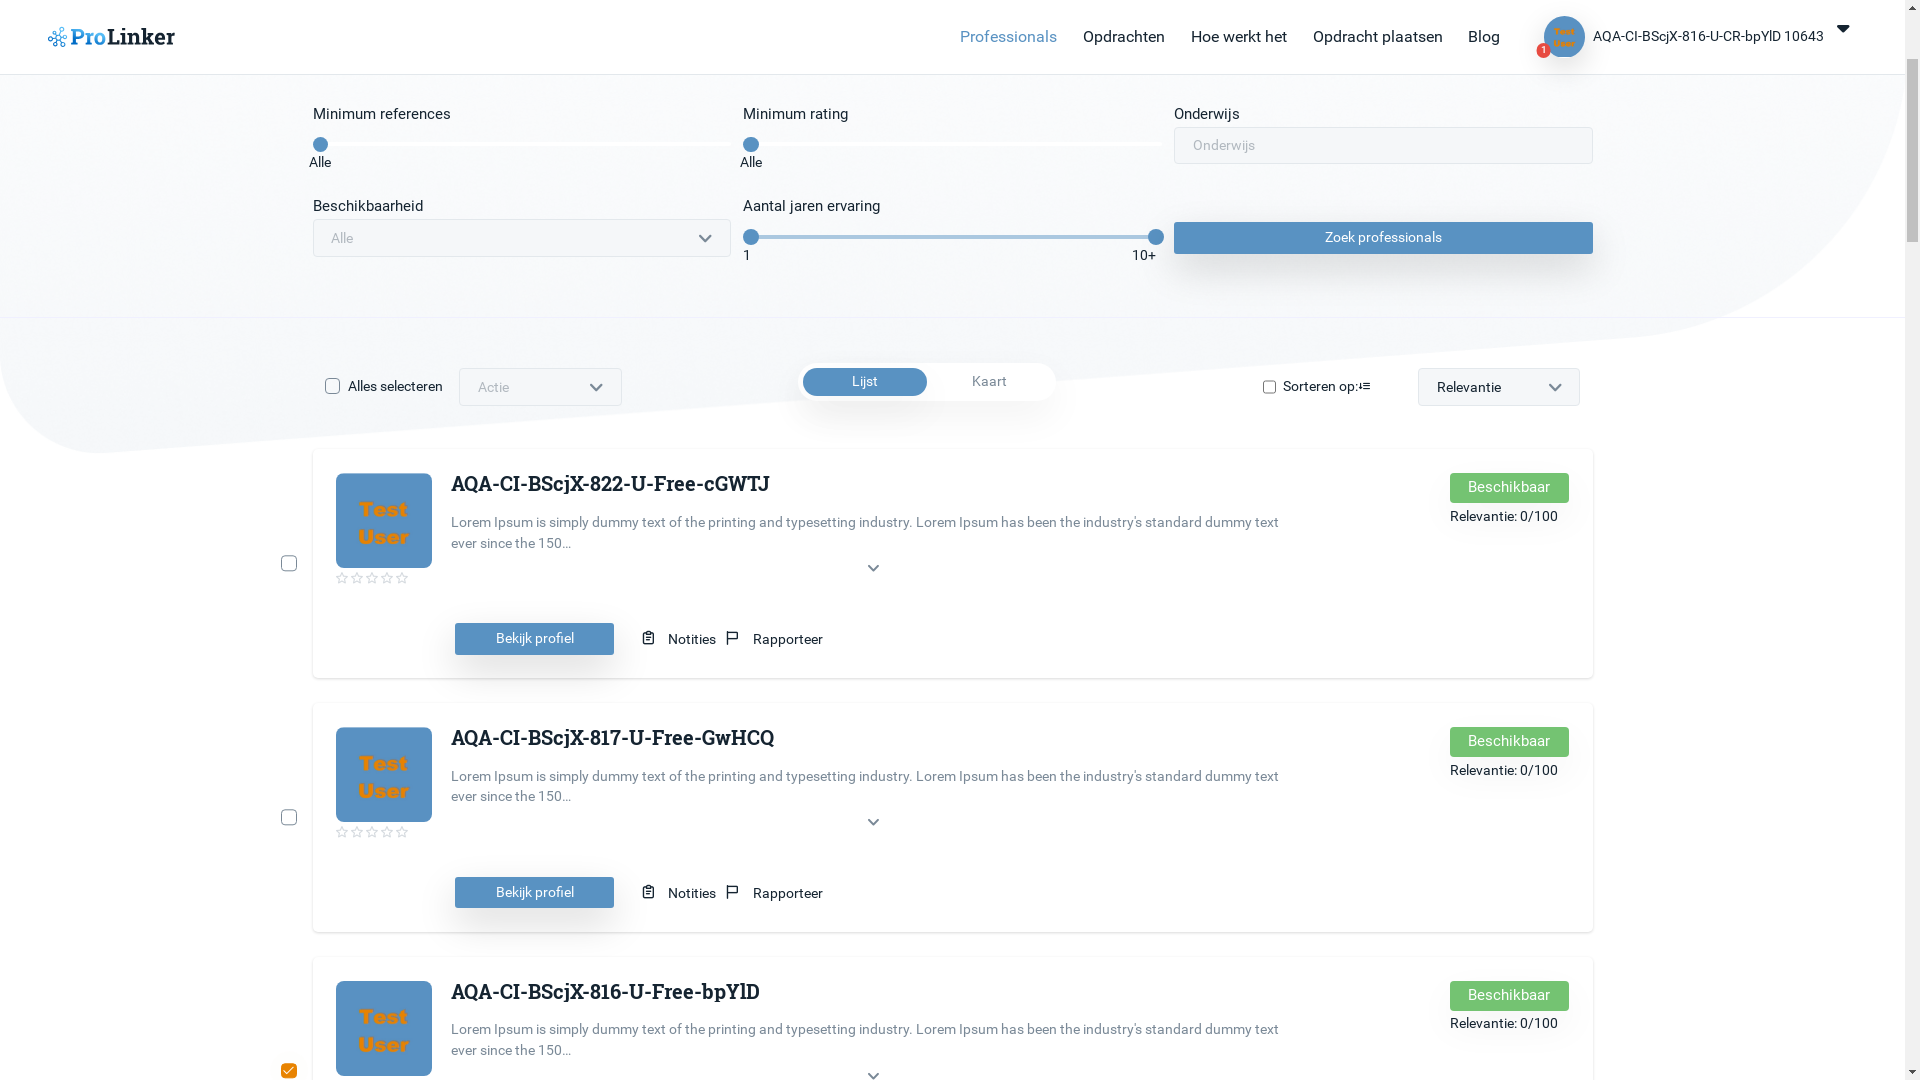 ProLinker
Professionals
Opdrachten
Hoe werkt het
Opdracht plaatsen
Blog
Test
User
1
AQA-CI-BScjX-816-U-CR-bpYlD 10643
Minimum references
Alle
Minimum rating
Alle
Onderwijs
Onderwijs
Beschikbaarheid
Alle
Aantal jaren ervaring
1
10+
Zoek professionals
Alles selecteren
Actie
Lijst
Kaart
Sorteren op:
Relevantie
Test
User
AQA-CI-BScjX-822-U-Free-cGWTJ
Lorem Ipsum is simply dummy text of the printing and typesetting industry. Lorem Ipsum has been the industry's standard dummy text
ever since the 150...
Beschikbaar
Relevantie: 0/100
Bekijk profiel
Notities
Rapporteer
Test
User
AQA-CI-BScjX-817-U-Free-GwHCQ
Lorem Ipsum is simply dummy text of the printing and typesetting industry. Lorem Ipsum has been the industry's standard dummy text
ever since the 150...
Beschikbaar
Relevantie: 0/100
Bekijk profiel
Notities
Rapporteer
Test
User
AQA-CI-BScjX-816-U-Free-bpYlD
Lorem Ipsum is simply dummy text of the printing and typesetting industry. Lorem Ipsum has been the industry's standard dummy text
ever since the 150...
Beschikbaar
Relevantie: 0/100